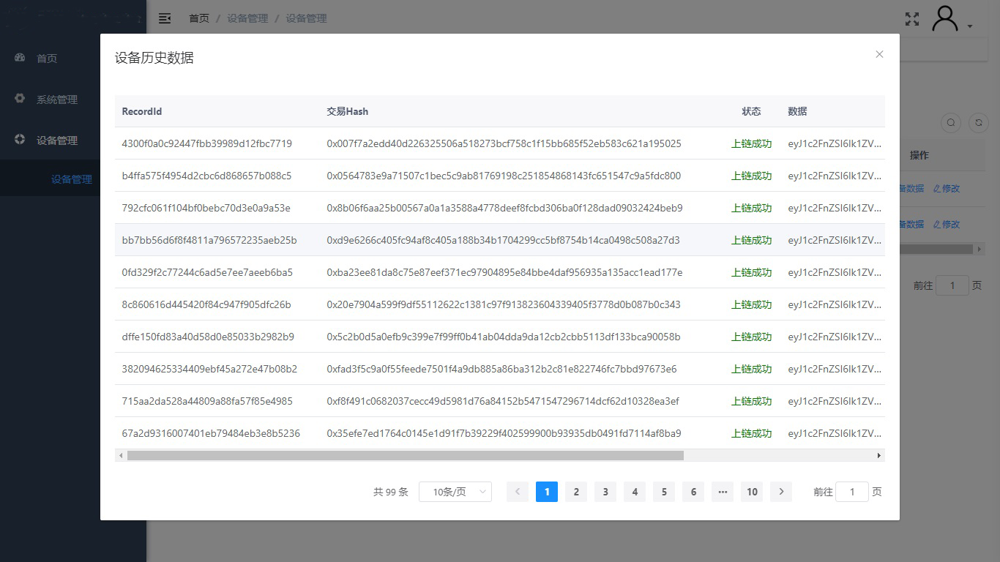 首页 / 设备管理 / 设备管理
首页
系统管理
设备管理
设备管理
设备历史数据
RecordId 交易Hash 状态 数据
4300f0a0c92447fbb39989d12fbc7719 0x007f7a2edd40d226325506a518273bcf758c1f15bb685f52eb583c621a195025 上链成功 eyJ1c2FnZSI6Ik1ZV...
b4ffa575f4954d2cbc6d868657b088c5 0x0564783e9a71507c1bec5c9ab81769198c251854868143fc651547c9a5fdc800 上链成功 eyJ1c2FnZSI6Ik1ZV...
792cfc061f104bf0bebc70d3e0a9a53e 0x8b06f6aa25b00567a0a1a3588a4778deef8fcbd306ba0f128dad09032424beb9 上链成功 eyJ1c2FnZSI6Ik1ZV...
bb7bb56d6f8f4811a796572235aeb25b 0xd9e6266c405fc94af8c405a188b34b1704299cc5bf8754b14ca0498c508a27d3 上链成功 eyJ1c2FnZSI6Ik1ZV...
0fd329f2c77244c6ad5e7ee7aeeb6ba5 0xba23ee81da8c75e87eef371ec97904895e84bbe4daf956935a135acc1ead177e 上链成功 eyJ1c2FnZSI6Ik1ZV...
8c860616d445420f84c947f905dfc26b 0x20e7904a599f9df55112622c1381c97f913823604339405f3778d0b087b0c343 上链成功 eyJ1c2FnZSI6Ik1ZV...
dffe150fd83a40d58d0e85033b2982b9 0x5c2b0d5a0efb9c399e7f99ff0b41ab04dda9da12cb2cbb5113df133bca90058b 上链成功 eyJ1c2FnZSI6Ik1ZV...
382094625334409ebf45a272e47b08b2 0xfad3f5c9a0f55feede7501f4a9db885a86ba312b2c81e822746fc7bbd97673e6 上链成功 eyJ1c2FnZSI6Ik1ZV...
715aa2da528a44809a88fa57f85e4985 0xf8f491c0682037cecc49d5981d76a84152b5471547296714dcf62d10328ea3ef 上链成功 eyJ1c2FnZSI6Ik1ZV...
67a2d9316007401eb79484eb3e8b5236 0x35efe7ed1764c0145e1d91f7b39229f402599900b93935db0491fd7114af8ba9 上链成功 eyJ1c2FnZSI6Ik1ZV...
共 99 条 10条/页 1 2 3 4 5 6 ... 10 前往 1 页
操作
备数据 修改
备数据 修改
前往 1 页